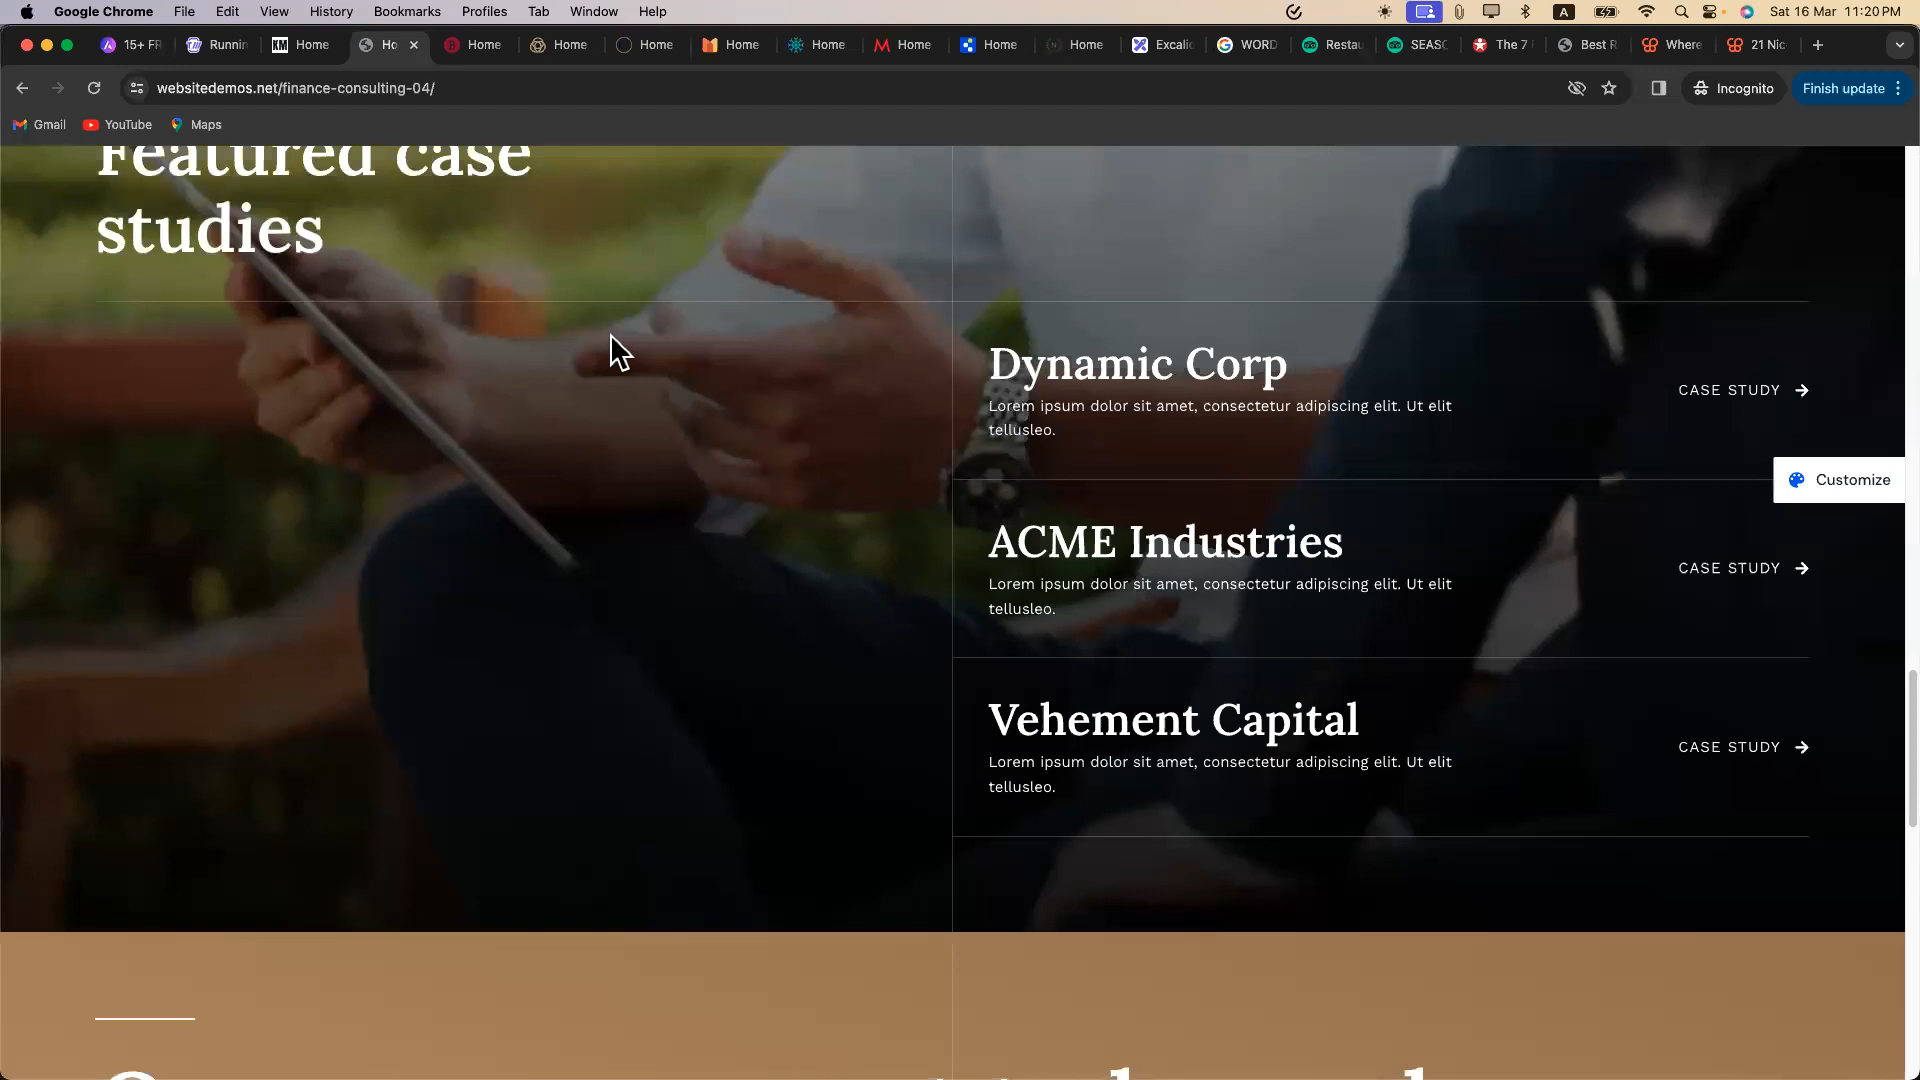 Google Chrome File Edit View History Bookmarks Profiles Tab Window Help A Sat 16 Mar 11:20 PM
15+ FR Runnin KM Home Ho Home Home Home Home Home Home Home Home Excalid WORD Restau SEASO The 7 Best R Where 21 Nic
websitedemos.net/finance-consulting-04/ Incognito Finish update
Gmail YouTube Maps
Featured case
studies
Dynamic Corp
Lorem ipsum dolor sit amet, consectetur adipiscing elit. Ut elit
tellusleo.
CASE STUDY
Customize
ACME Industries
Lorem ipsum dolor sit amet, consectetur adipiscing elit. Ut elit
tellusleo.
CASE STUDY
Vehement Capital
Lorem ipsum dolor sit amet, consectetur adipiscing elit. Ut elit
tellusleo.
CASE STUDY